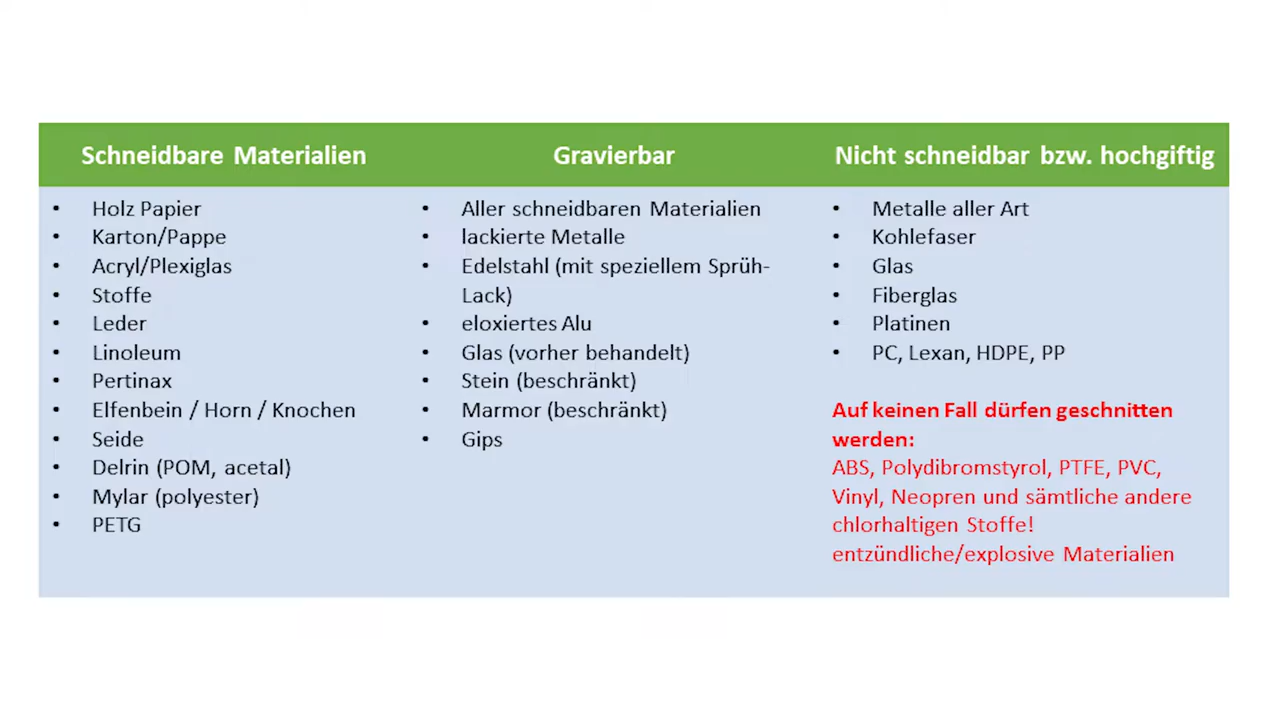 Schneidbare Materialien
• Holz Papier
• Karton/Pappe
• Acryl/Plexiglas
• Stoffe
• Leder
• Linoleum
• Pertinax
• Elfenbein / Horn / Knochen
• Seide
• Delrin (POM, acetal)
• Mylar (polyester)
• PETG
Gravierbar
• Aller schneidbaren Materialien
• lackierte Metalle
• Edelstahl (mit speziellem Sprüh-
Lack)
• eloxiertes Alu
• Glas (vorher behandelt)
• Stein (beschränkt)
• Marmor (beschränkt)
• Gips
Nicht schneidbar bzw. hochgiftig
• Metalle aller Art
• Kohlefaser
• Glas
• Fiberglas
• Platinen
• PC, Lexan, HDPE, PP
Auf keinen Fall dürfen geschnitten
werden:
ABS, Polydibromstyrol, PTFE, PVC,
Vinyl, Neopren und sämtliche andere
chlorhaltigen Stoffe!
entzündliche/explosive Materialien